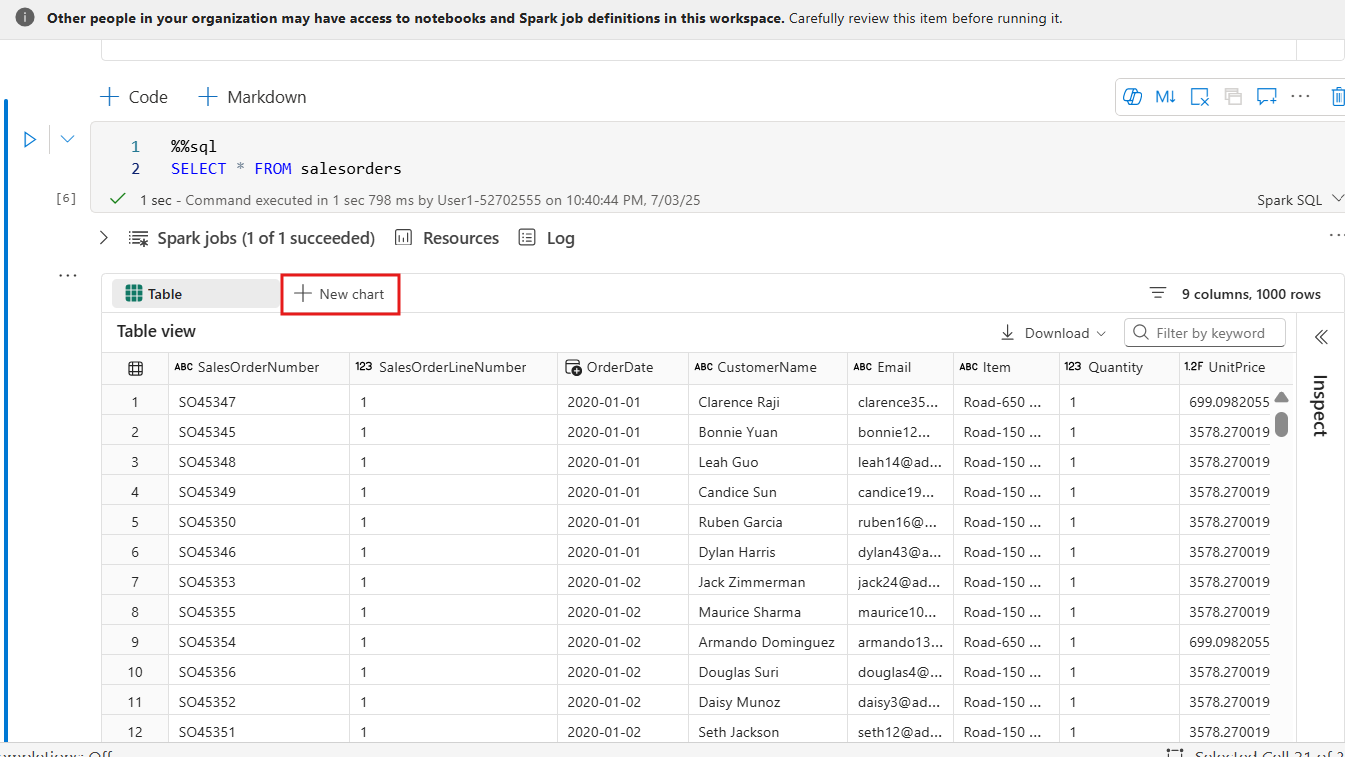 Other people in your organization may have access to notebooks and Spark job definitions in this workspace. Carefully review this item before running it.
+ Code + Markdown
M↓ ...
1 %%sql
2 SELECT * FROM salesorders
[6] 1 sec - Command executed in 1 sec 798 ms by User1-52702555 on 10:40:44 PM, 7/03/25 Spark SQL
Spark jobs (1 of 1 succeeded) Resources Log ...
...
Table + New chart 9 columns, 1000 rows
Table view Download Filter by keyword
Inspect
ABC SalesOrderNumber 123 SalesOrderLineNumber OrderDate ABC CustomerName ABC Email ABC Item 123 Quantity 1.2F UnitPrice
1 SO45347 1 2020-01-01 Clarence Raji clarence35... Road-650 ... 1 699.0982055
2 SO45345 1 2020-01-01 Bonnie Yuan bonnie12... Road-150 ... 1 3578.270019
3 SO45348 1 2020-01-01 Leah Guo leah14@ad... Road-150 ... 1 3578.270019
4 SO45349 1 2020-01-01 Candice Sun candice19... Road-150 ... 1 3578.270019
5 SO45350 1 2020-01-01 Ruben Garcia ruben16@... Road-150 ... 1 3578.270019
6 SO45346 1 2020-01-01 Dylan Harris dylan43@a... Road-150 ... 1 3578.270019
7 SO45353 1 2020-01-02 Jack Zimmerman jack24@ad... Road-150 ... 1 3578.270019
8 SO45355 1 2020-01-02 Maurice Sharma maurice10... Road-150 ... 1 3578.270019
9 SO45354 1 2020-01-02 Armando Dominguez armando13... Road-650 ... 1 699.0982055
10 SO45356 1 2020-01-02 Douglas Suri douglas4@... Road-150 ... 1 3578.270019
11 SO45352 1 2020-01-02 Daisy Munoz daisy3@ad... Road-150 ... 1 3578.270019
12 SO45351 1 2020-01-02 Seth Jackson seth12@ad... Road-150 ... 1 3578.270019
Off Selected Cell 21 of